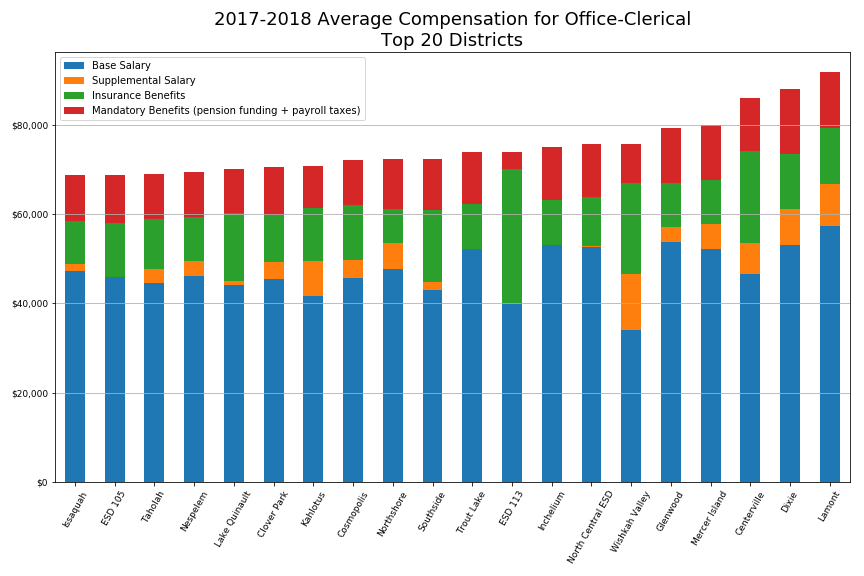 2017-2018 Average Compensation for Office-Clerical
Top 20 Districts
Base Salary
Supplemental Salary
Insurance Benefits
Mandatory Benefits (pension funding + payroll taxes)
$80,000
$60,000
$40,000
$20,000
$0
Issaquah
ESD 105
Taholah
Nespelem
Lake Quinault
Clover Park
Kahlotus
Cosmopolis
Northshore
Southside
Trout Lake
ESD 113
Inchelium
North Central ESD
Wishkah Valley
Glenwood
Mercer Island
Centerville
Dixie
Lamont